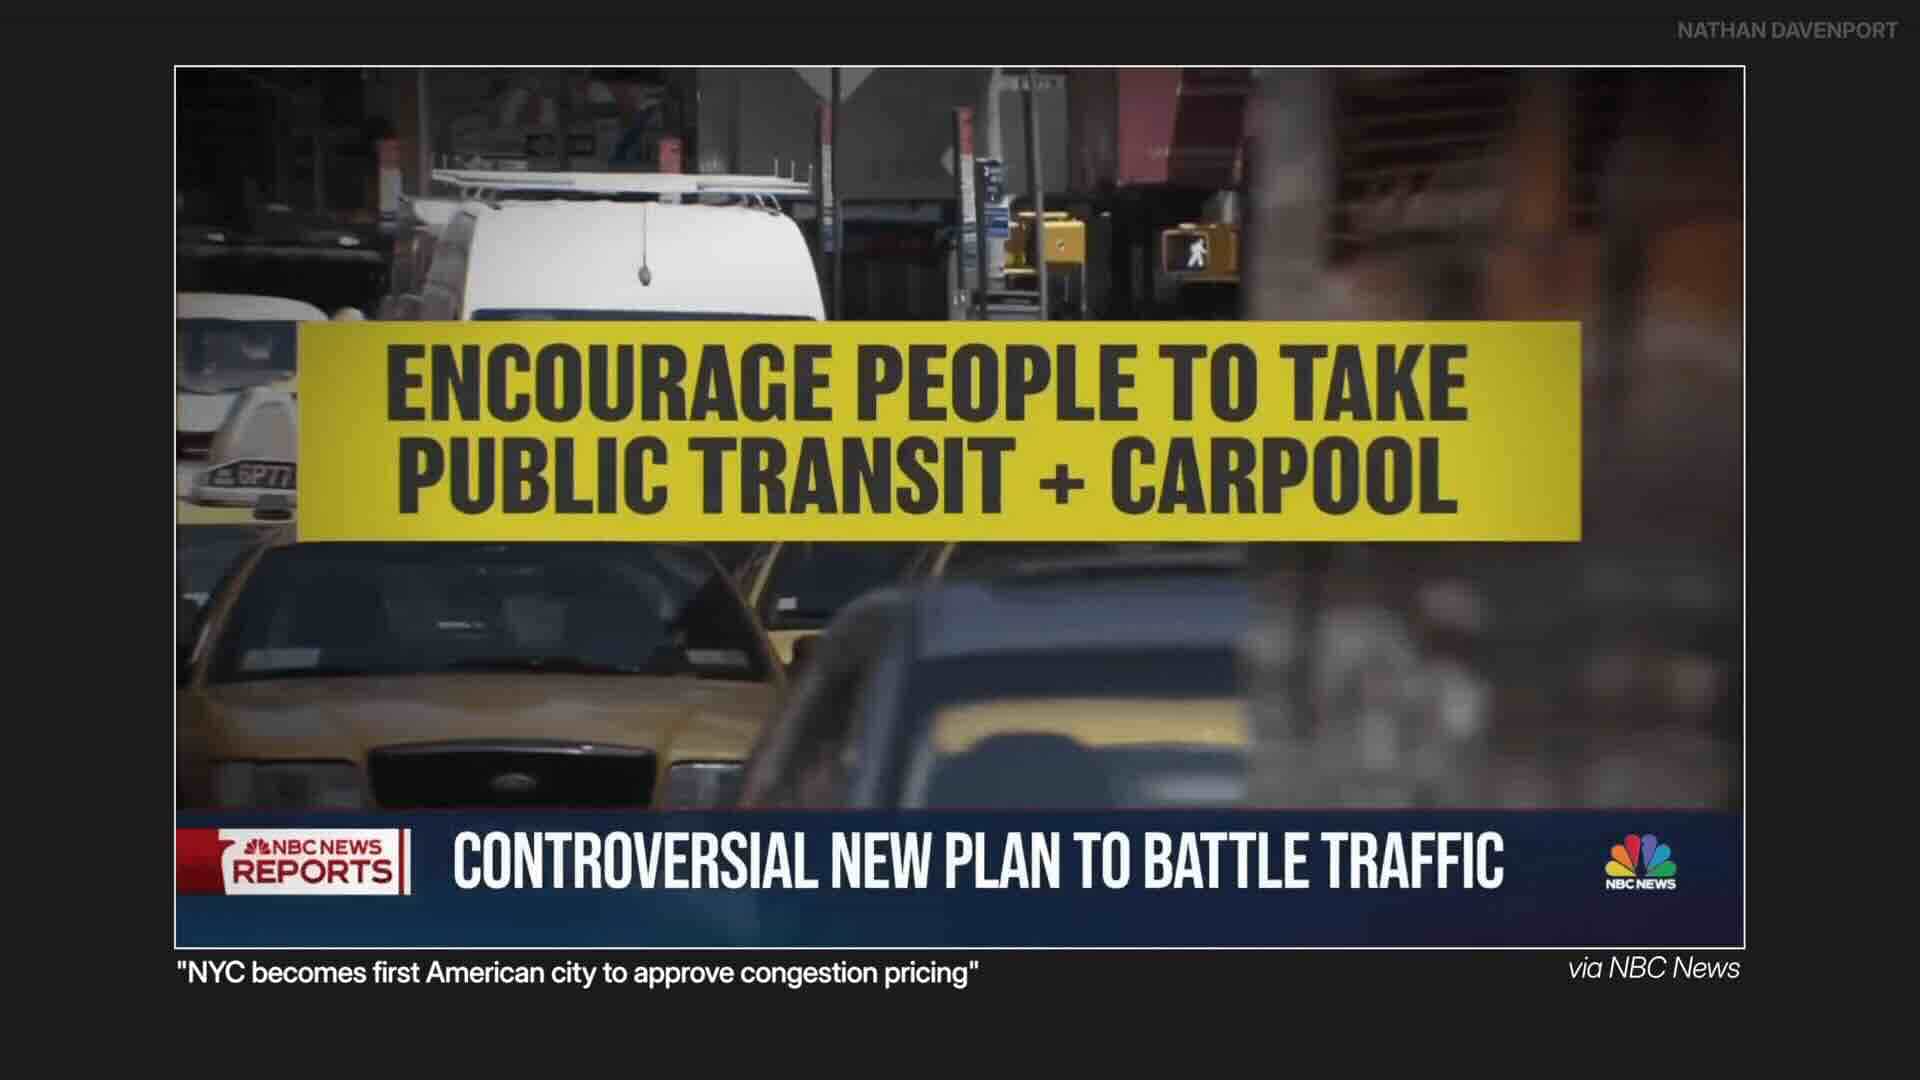 NATHAN DAVENPORT
ENCOURAGE PEOPLE TO TAKE
PUBLIC TRANSIT + CARPOOL
NBC NEWS
REPORTS
CONTROVERSIAL NEW PLAN TO BATTLE TRAFFIC
NBC NEWS
"NYC becomes first American city to approve congestion pricing"
via NBC News